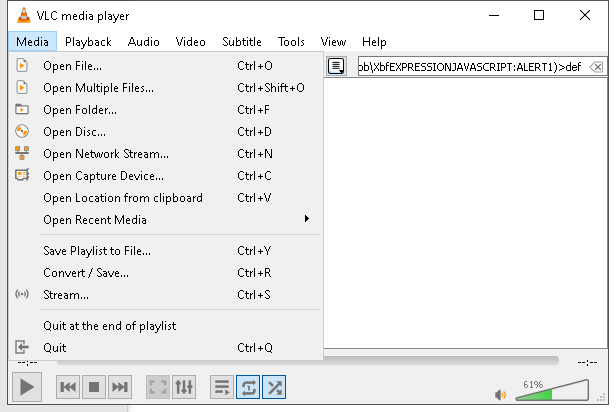 VLC media player
Media Playback Audio Video Subtitle Tools View Help
Open File... Ctrl+O
Open Multiple Files... Ctrl+Shift+O
Open Folder... Ctrl+F
Open Disc... Ctrl+D
Open Network Stream... Ctrl+N
Open Capture Device... Ctrl+C
Open Location from clipboard Ctrl+V
Open Recent Media
Save Playlist to File... Ctrl+Y
Convert / Save... Ctrl+R
Stream... Ctrl+S
Quit at the end of playlist
Quit Ctrl+Q
ob\XbfEXPRESSIONJAVASCRIPT:ALERT1)>def
--:-- --:--
61%